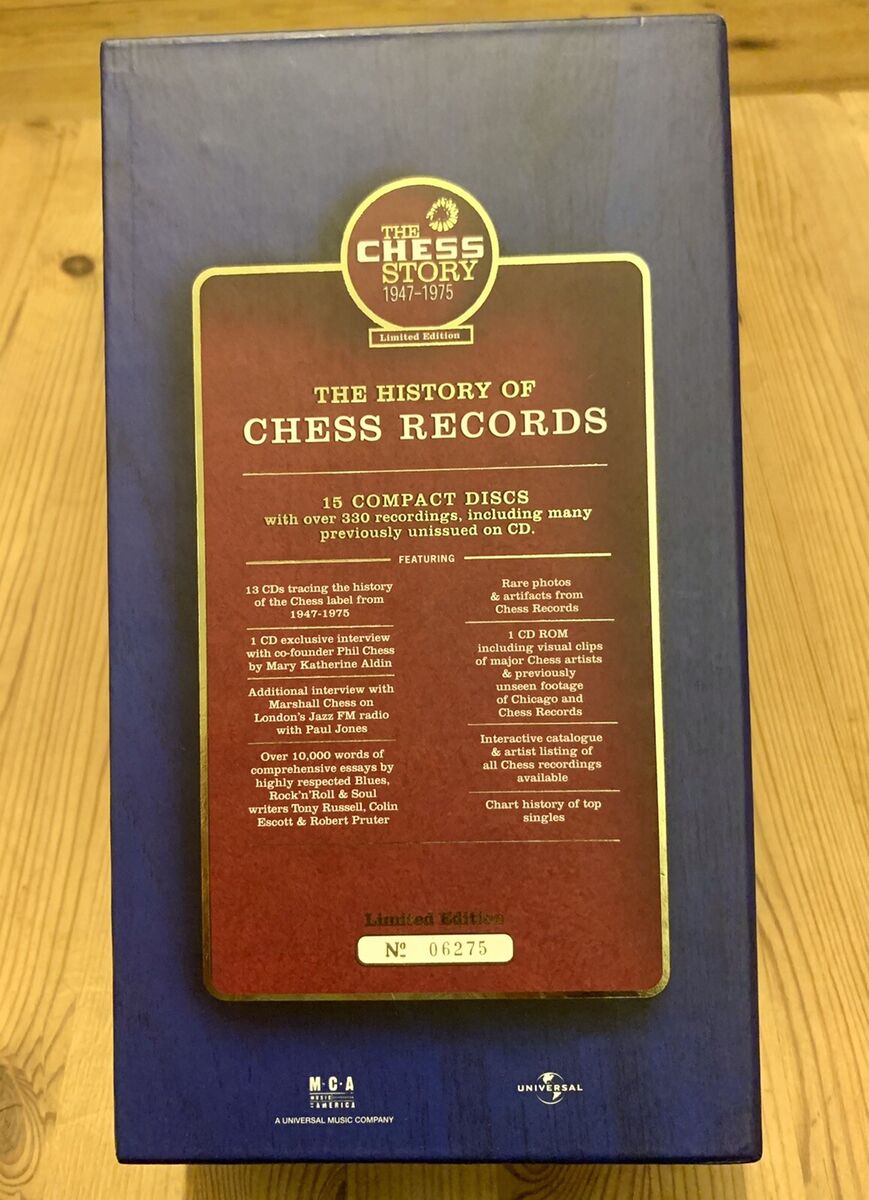 THE
CHESS
STORY
1947-1975
Limited Edition
THE HISTORY OF
CHESS RECORDS
15 COMPACT DISCS
with over 330 recordings, including many
previously unissued on CD.
FEATURING
13 CDs tracing the history
of the Chess label from
1947-1975
1 CD exclusive interview
with co-founder Phil Chess
by Mary Katherine Aldin
Additional interview with
Marshall Chess on
London's Jazz FM radio
with Paul Jones
Over 10,000 words of
comprehensive essays by
highly respected Blues,
Rock'n'Roll & Soul
writers Tony Russell, Colin
Escott & Robert Pruter
Rare photos
& artifacts from
Chess Records
1 CD ROM
including visual clips
of major Chess artists
& previously
unseen footage
of Chicago and
Chess Records
Interactive catalogue
& artist listing of
all Chess recordings
available
Chart history of top
singles
Limited Edition
Nº 06275
M·C·A
MUSIC
AMERICA
A UNIVERSAL MUSIC COMPANY
UNIVERSAL